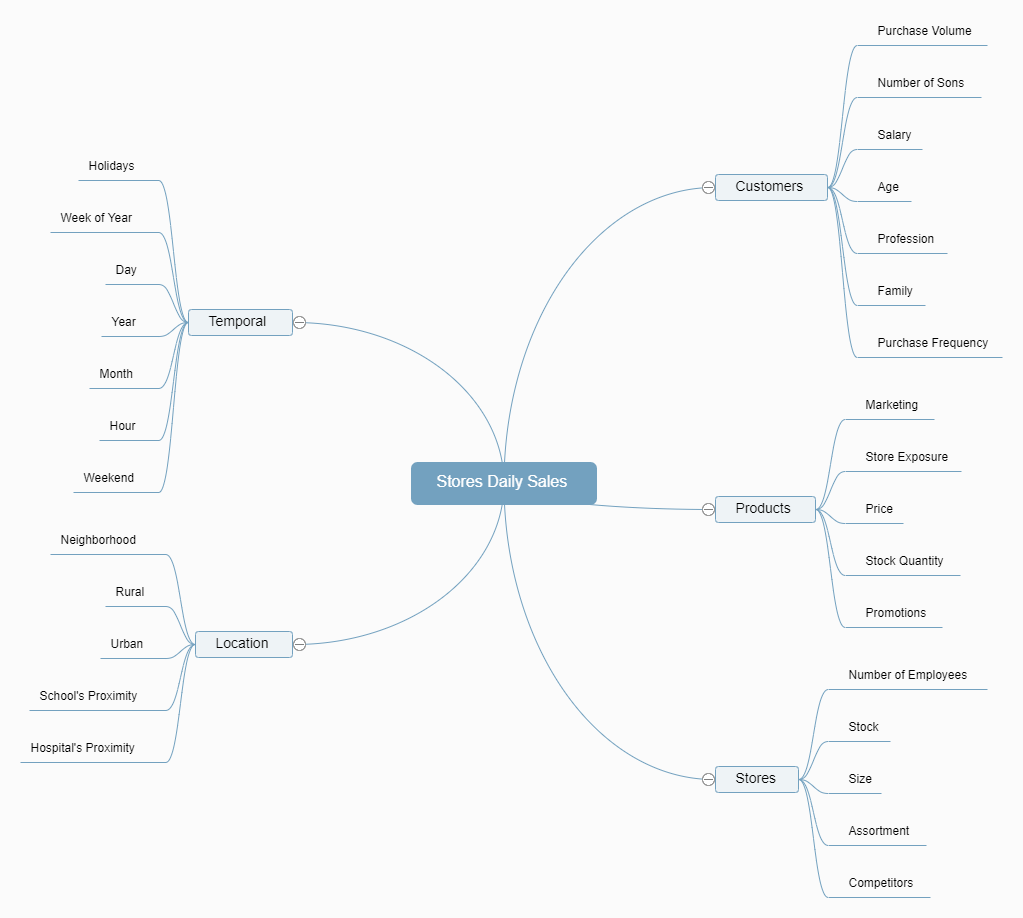 Stores Daily Sales
Customers
Purchase Volume
Number of Sons
Salary
Age
Profession
Family
Purchase Frequency
Products
Marketing
Store Exposure
Price
Stock Quantity
Promotions
Stores
Number of Employees
Stock
Size
Assortment
Competitors
Temporal
Holidays
Week of Year
Day
Year
Month
Hour
Weekend
Location
Neighborhood
Rural
Urban
School's Proximity
Hospital's Proximity